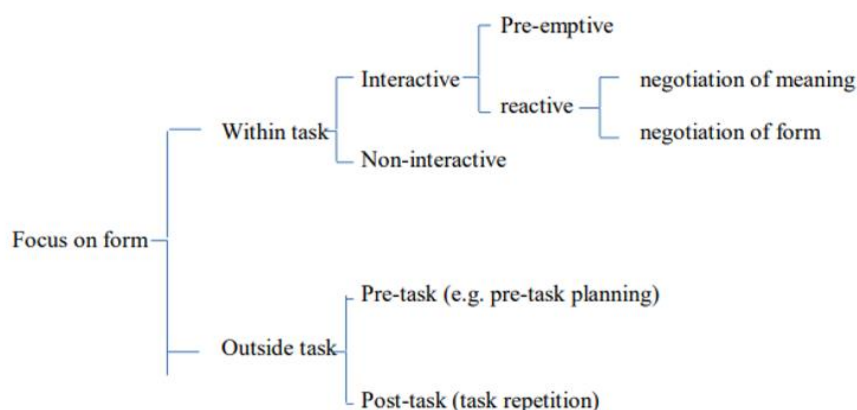 Pre-emptive
Interactive
negotiation of meaning
reactive
Within task
negotiation of form
Non-interactive
Focus on form
Pre-task (e.g. pre-task planning)
Outside task
Post-task (task repetition)